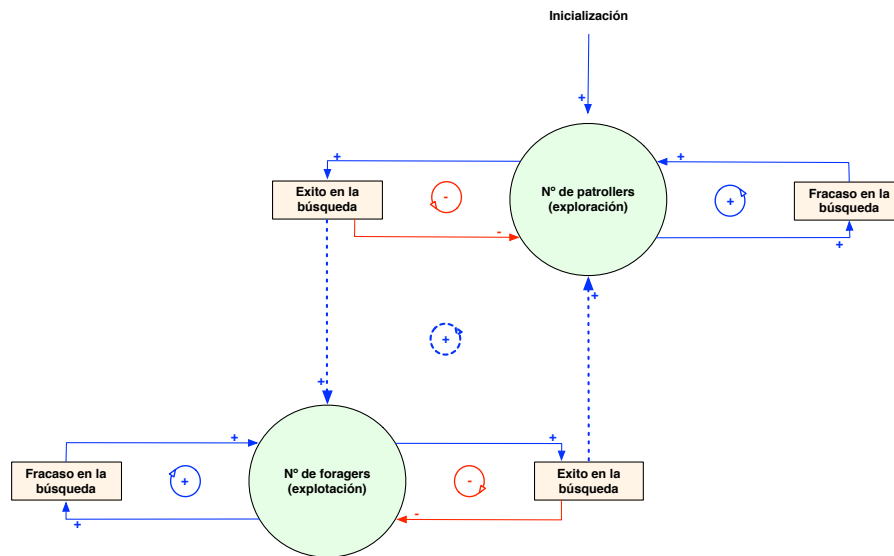 Inicialización
+
+
+
Exito en la
búsqueda
-
Nº de patrollers
(exploración)
+
Fracaso en la
búsqueda
-
+
+
+
+
+
+
+
Fracaso en la
búsqueda
+
Nº de foragers
(explotación)
-
Exito en la
búsqueda
-
+